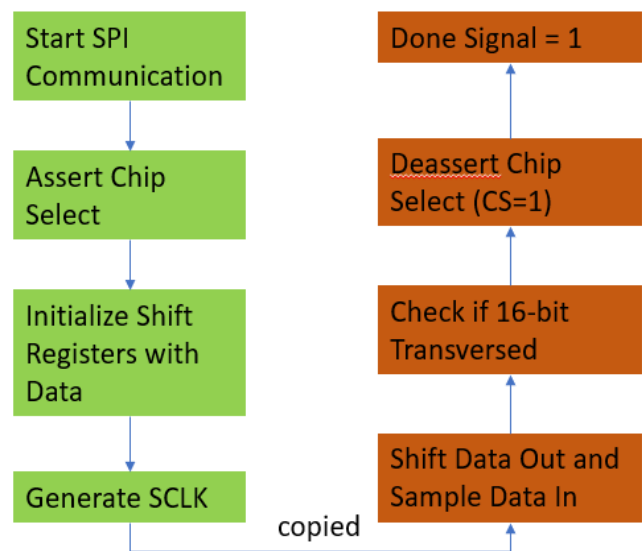 Start SPI
Communication
Assert Chip
Select
Initialize Shift
Registers with
Data
Generate SCLK
copied
Shift Data Out and
Sample Data In
Check if 16-bit
Transversed
Deassert Chip
Select (CS=1)
Done Signal = 1